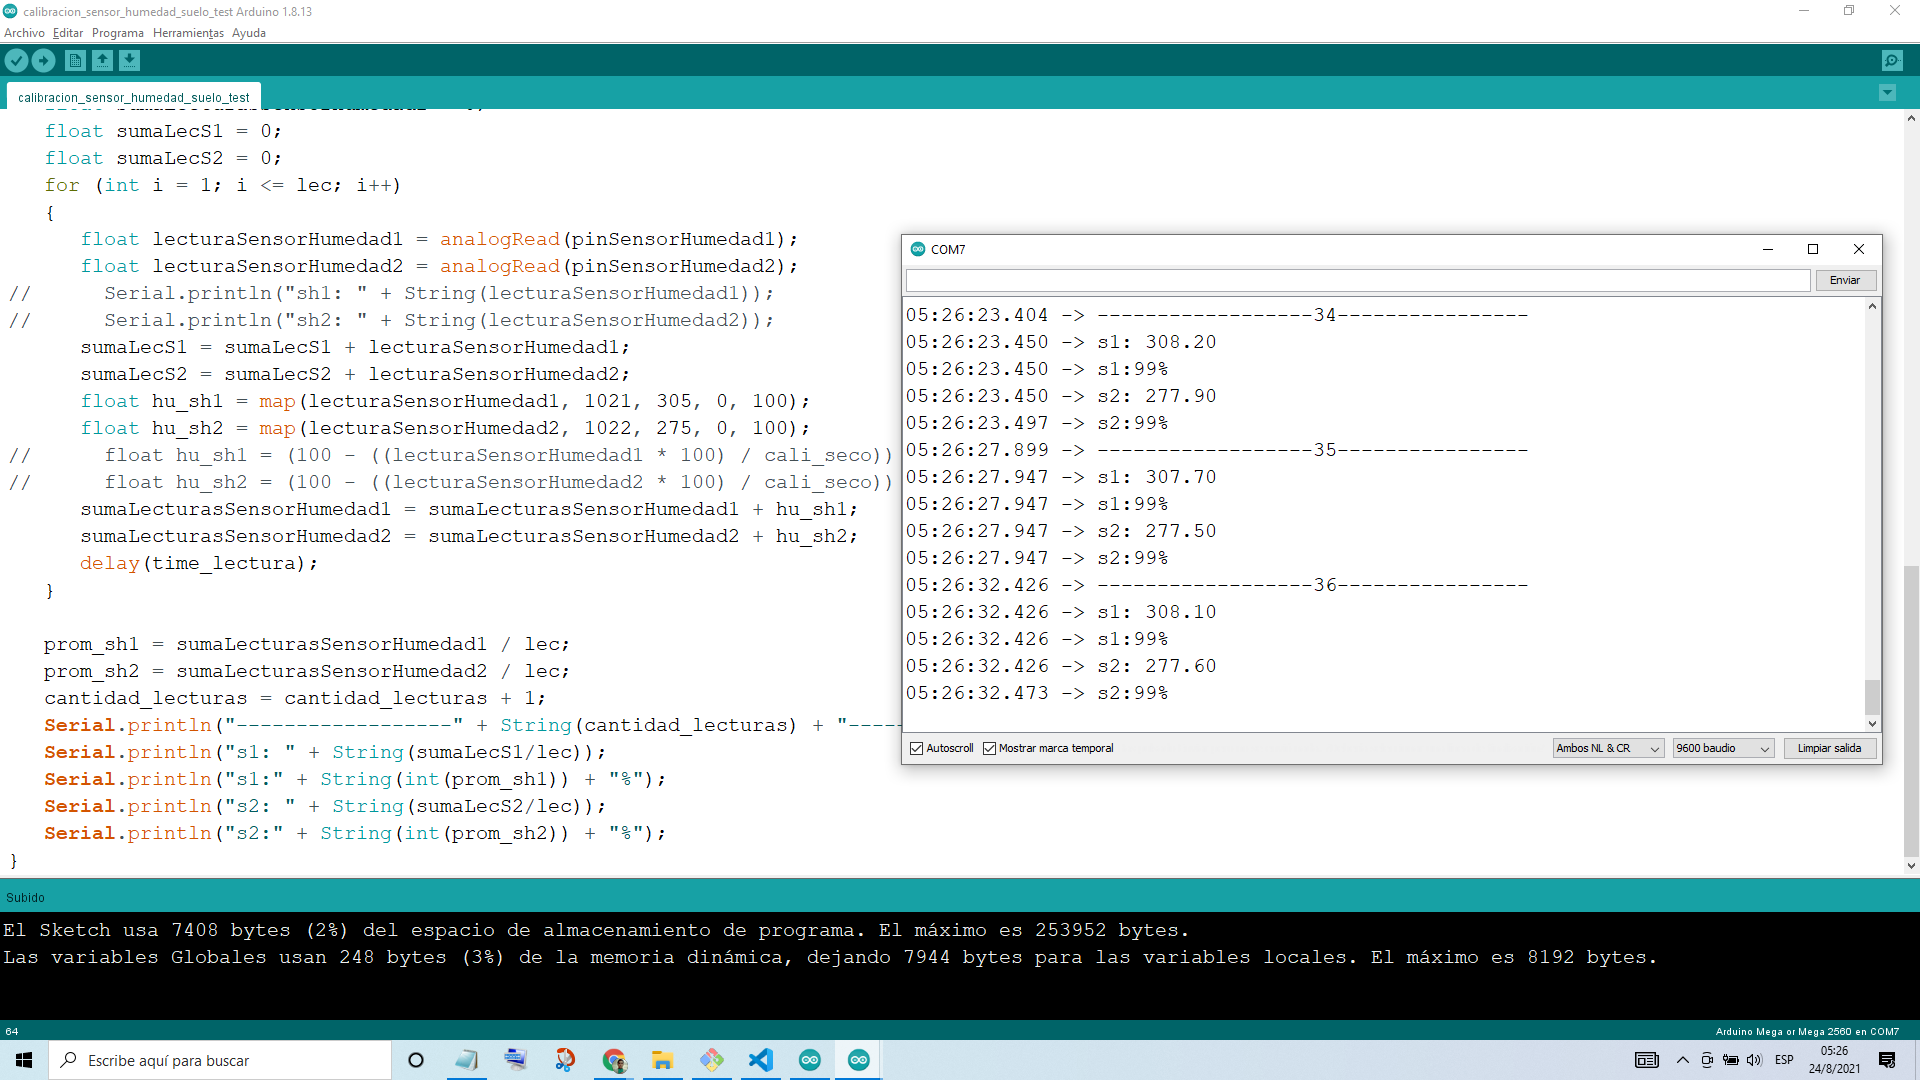 calibracion_sensor_humedad_suelo_test Arduino 1.8.13
Archivo Editar Programa Herramientas Ayuda
calibracion_sensor_humedad_suelo_test
float sumaLecS1 = 0;
float sumaLecS2 = 0;
for (int i = 1; i <= lec; i++)
{
float lecturaSensorHumedad1 = analogRead(pinSensorHumedad1);
float lecturaSensorHumedad2 = analogRead(pinSensorHumedad2);
// Serial.println("sh1: " + String(lecturaSensorHumedad1));
// Serial.println("sh2: " + String(lecturaSensorHumedad2));
sumaLecS1 = sumaLecS1 + lecturaSensorHumedad1;
sumaLecS2 = sumaLecS2 + lecturaSensorHumedad2;
float hu_sh1 = map(lecturaSensorHumedad1, 1021, 305, 0, 100);
float hu_sh2 = map(lecturaSensorHumedad2, 1022, 275, 0, 100);
// float hu_sh1 = (100 - ((lecturaSensorHumedad1 * 100) / cali_seco))
// float hu_sh2 = (100 - ((lecturaSensorHumedad2 * 100) / cali_seco))
sumaLecturasSensorHumedad1 = sumaLecturasSensorHumedad1 + hu_sh1;
sumaLecturasSensorHumedad2 = sumaLecturasSensorHumedad2 + hu_sh2;
delay(time_lectura);
}
prom_sh1 = sumaLecturasSensorHumedad1 / lec;
prom_sh2 = sumaLecturasSensorHumedad2 / lec;
cantidad_lecturas = cantidad_lecturas + 1;
Serial.println("------------------" + String(cantidad_lecturas) + "-----
Serial.println("s1: " + String(sumaLecS1/lec));
Serial.println("s1:" + String(int(prom_sh1)) + "%");
Serial.println("s2: " + String(sumaLecS2/lec));
Serial.println("s2:" + String(int(prom_sh2)) + "%");
}
COM7
Enviar
05:26:23.404 -> ------------------34----------------
05:26:23.450 -> s1: 308.20
05:26:23.450 -> s1:99%
05:26:23.450 -> s2: 277.90
05:26:23.497 -> s2:99%
05:26:27.899 -> ------------------35----------------
05:26:27.947 -> s1: 307.70
05:26:27.947 -> s1:99%
05:26:27.947 -> s2: 277.50
05:26:27.947 -> s2:99%
05:26:32.426 -> ------------------36----------------
05:26:32.426 -> s1: 308.10
05:26:32.426 -> s1:99%
05:26:32.426 -> s2: 277.60
05:26:32.473 -> s2:99%
Autoscroll Mostrar marca temporal Ambos NL & CR 9600 baudio Limpiar salida
Subido
El Sketch usa 7408 bytes (2%) del espacio de almacenamiento de programa. El máximo es 253952 bytes.
Las variables Globales usan 248 bytes (3%) de la memoria dinámica, dejando 7944 bytes para las variables locales. El máximo es 8192 bytes.
64 Arduino Mega or Mega 2560 en COM7
Escribe aquí para buscar
ESP
05:26
24/8/2021